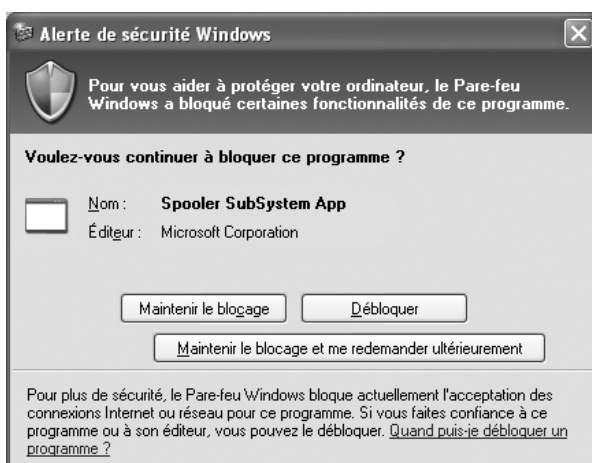 Alerte de sécurité Windows
Pour vous aider à protéger votre ordinateur, le Pare-feu
Windows a bloqué certaines fonctionnalités de ce programme.
Voulez-vous continuer à bloquer ce programme ?
Nom : Spooler SubSystem App
Éditeur : Microsoft Corporation
Maintenir le blocage Débloquer
Maintenir le blocage et me redemander ultérieurement
Pour plus de sécurité, le Pare-feu Windows bloque actuellement l'acceptation des
connexions Internet ou réseau pour ce programme. Si vous faites confiance à ce
programme ou à son éditeur, vous pouvez le débloquer. Quand puis-je débloquer un
programme ?